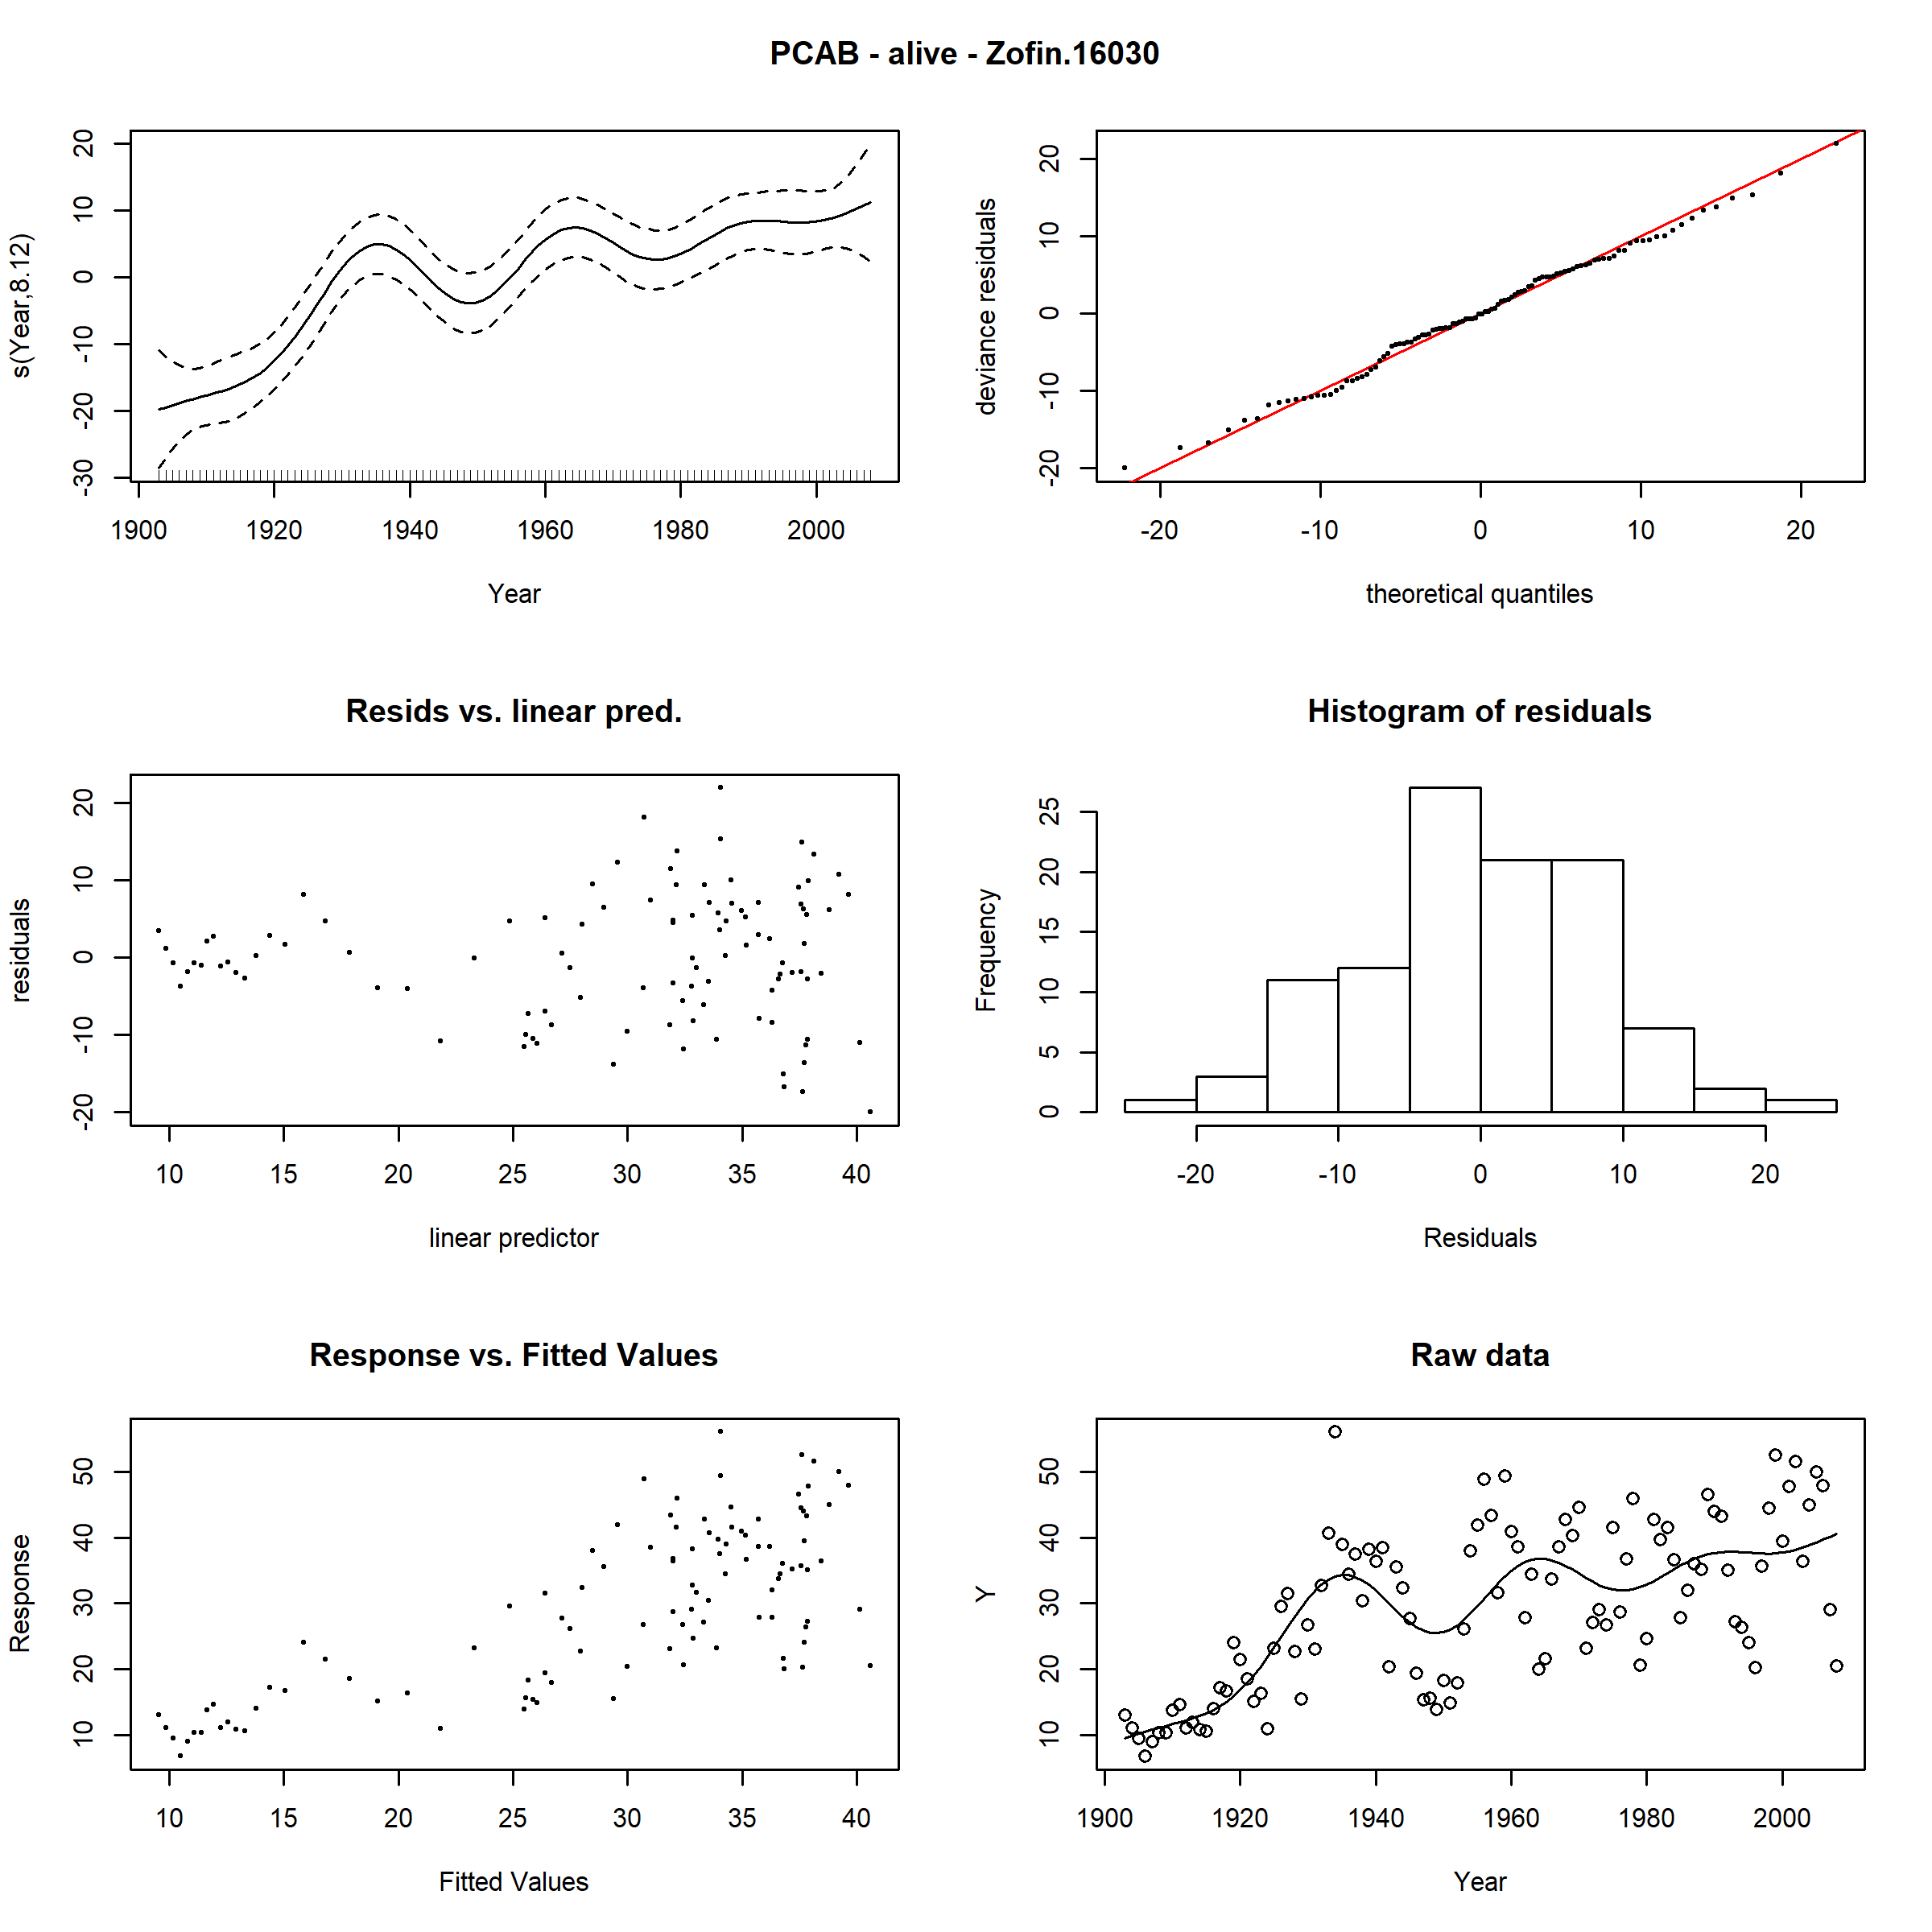 PCAB - alive - Zofin.16030
s(Year,8.12)
20
10
0
-10
-20
-30
1900 1920 1940 1960 1980 2000
Year
deviance residuals
20
10
0
-10
-20
-20 -10 0 10 20
theoretical quantiles
Resids vs. linear pred.
residuals
20
10
0
-10
-20
10 15 20 25 30 35 40
linear predictor
Histogram of residuals
Frequency
25
20
15
10
5
0
-20 -10 0 10 20
Residuals
Response vs. Fitted Values
Response
50
40
30
20
10
10 15 20 25 30 35 40
Fitted Values
Raw data
Y
50
40
30
20
10
1900 1920 1940 1960 1980 2000
Year